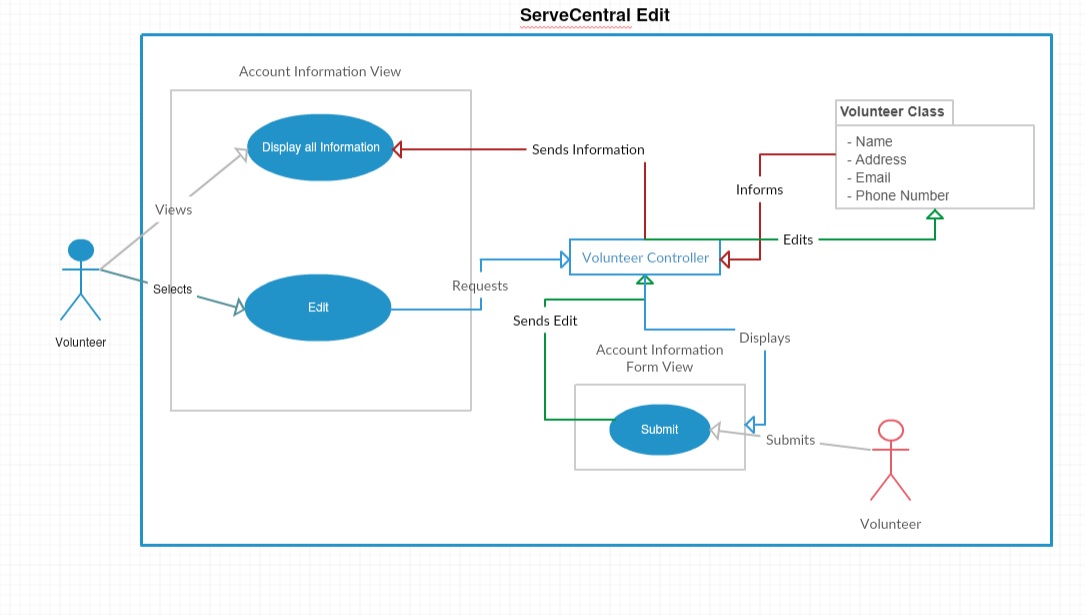 ServeCentral Edit
Account Information View
Display all Information
Sends Information
Volunteer Class
- Name
- Address
- Email
- Phone Number
Informs
Views
Edits
Volunteer Controller
Selects
Requests
Edit
Sends Edit
Volunteer
Displays
Account Information
Form View
Submit
Submits
Volunteer